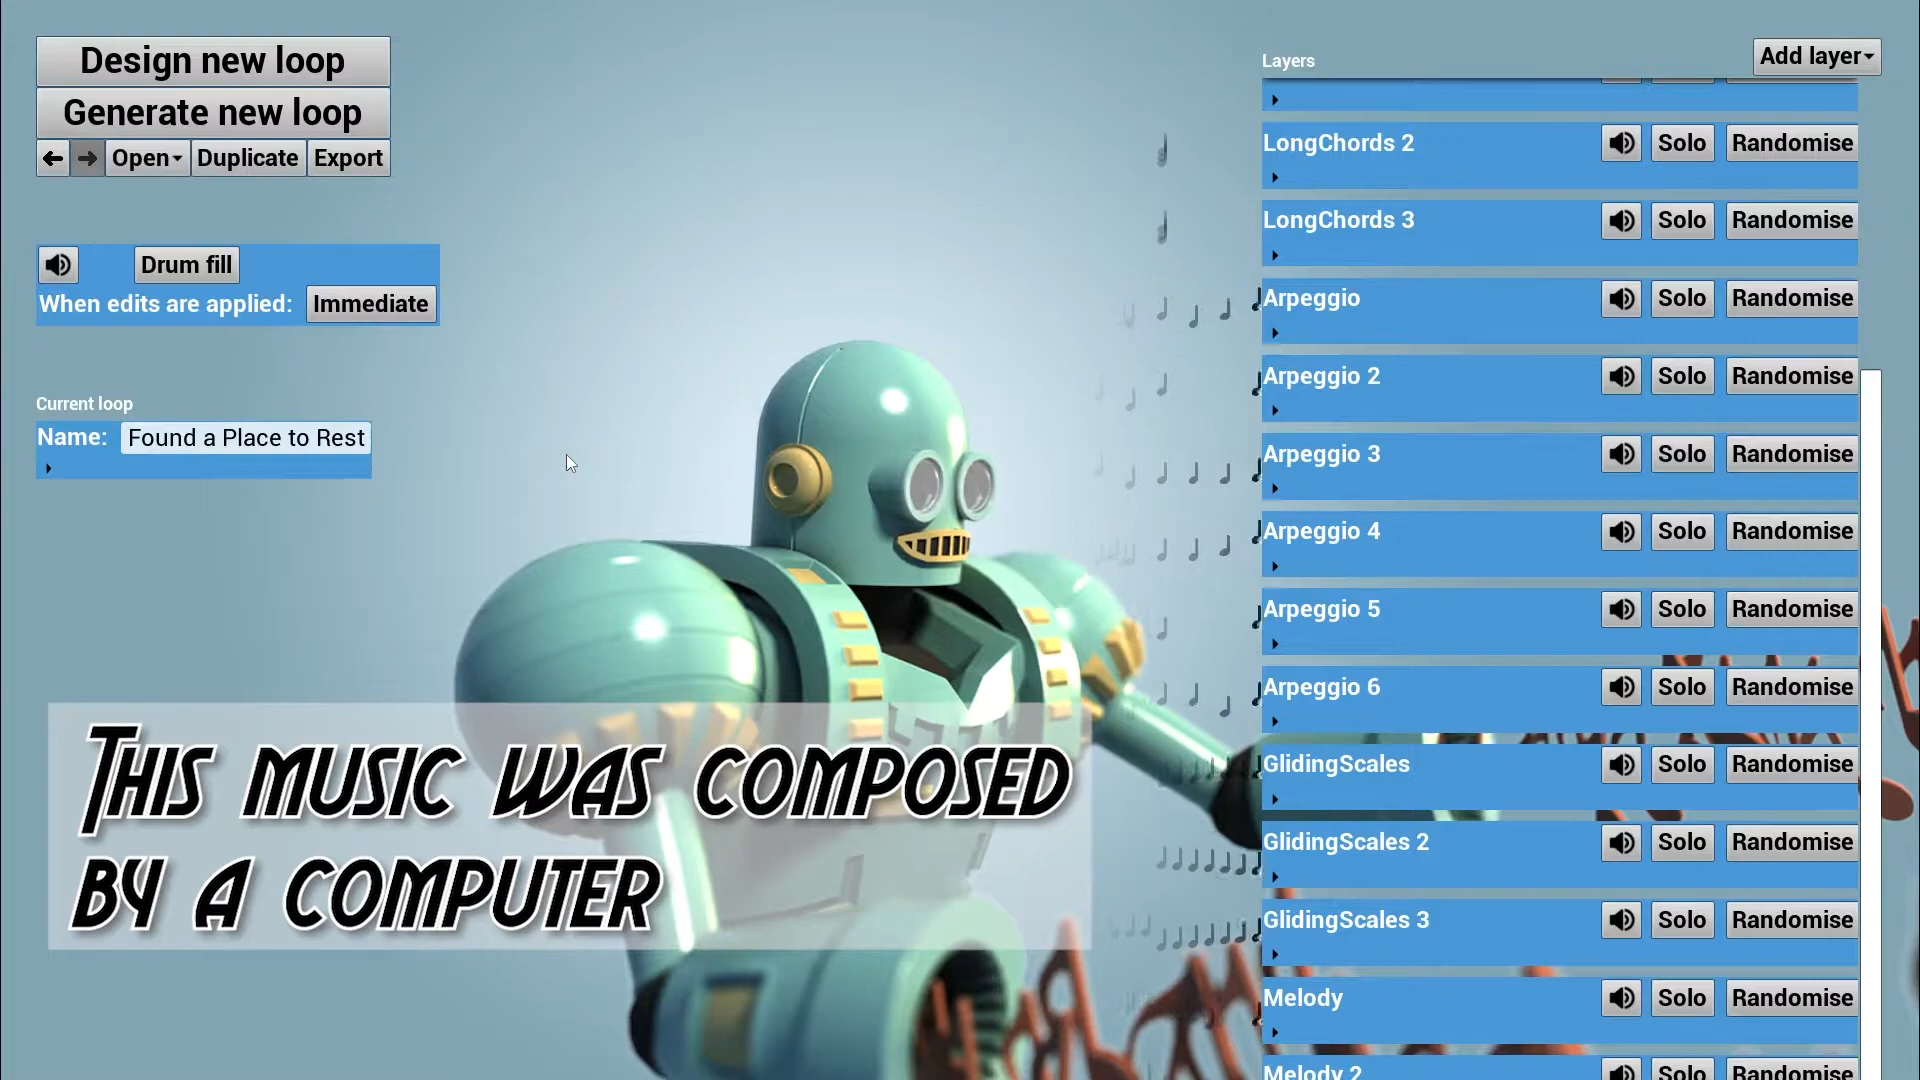 Design new loop
Generate new loop
Open Duplicate Export
Drum fill
When edits are applied: Immediate
Current loop
Name: Found a Place to Rest
THIS MUSIC WAS COMPOSED
BY A COMPUTER
Layers
Add layer
LongChords 2 Solo Randomise
LongChords 3 Solo Randomise
Arpeggio Solo Randomise
Arpeggio 2 Solo Randomise
Arpeggio 3 Solo Randomise
Arpeggio 4 Solo Randomise
Arpeggio 5 Solo Randomise
Arpeggio 6 Solo Randomise
GlidingScales Solo Randomise
GlidingScales 2 Solo Randomise
GlidingScales 3 Solo Randomise
Melody Solo Randomise
Melody 2 Solo Randomise